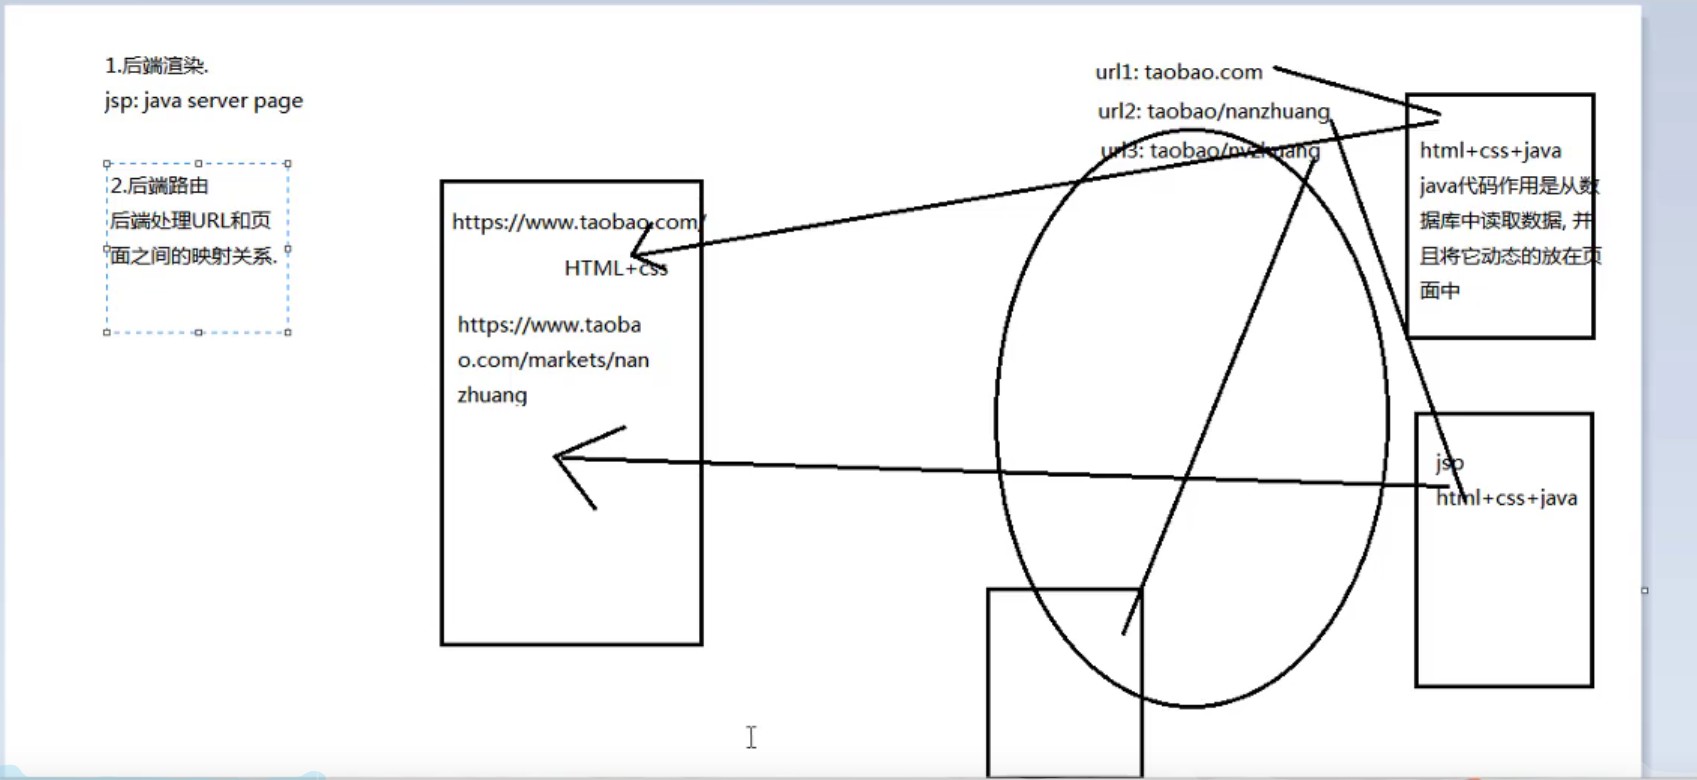 1.后端渲染.
jsp: java server page
2.后端路由
后端处理URL和页
面之间的映射关系.
https://www.taobao.com/
HTML+css
https://www.taoba
o.com/markets/nan
zhuang
url1: taobao.com
url2: taobao/nanzhuang
url3: taobao/nvzhuang
html+css+java
java代码作用是从数
据库中读取数据, 并
且将它动态的放在页
面中
jsp
html+css+java